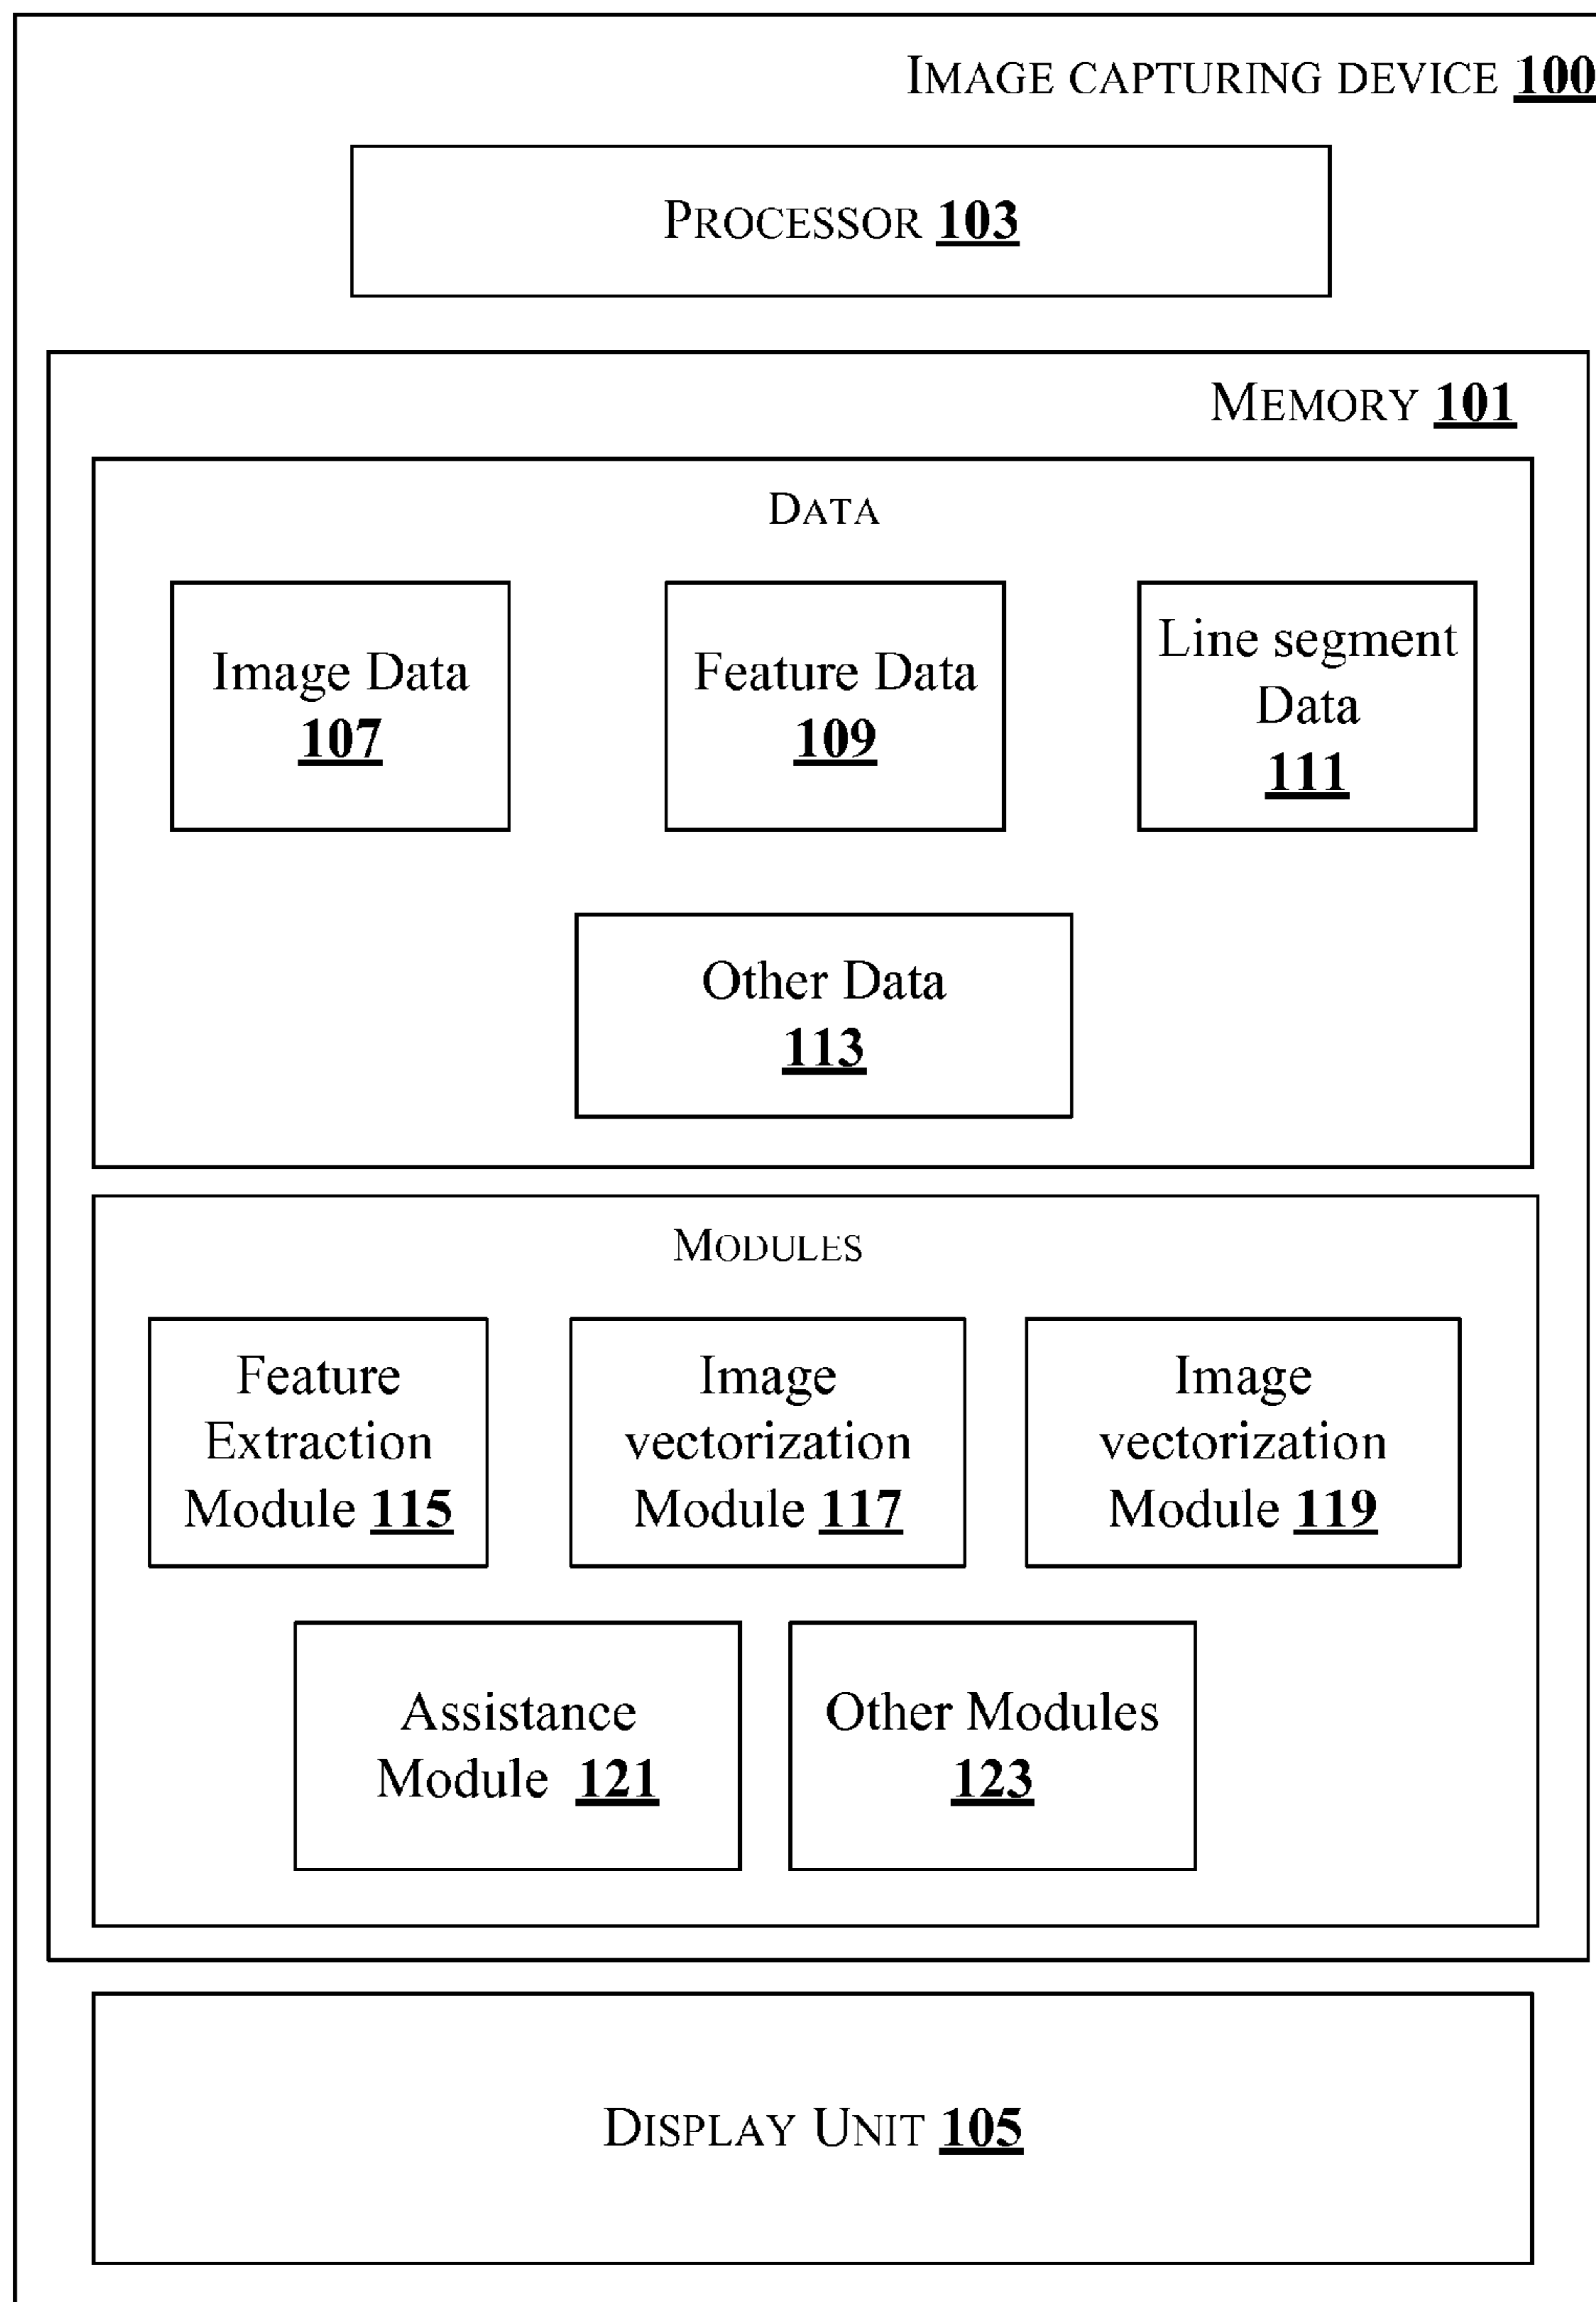 IMAGE CAPTURING DEVICE 100
PROCESSOR 103
MEMORY 101
DATA
Image Data
107
Feature Data
109
Line segment
Data
111
Other Data
113
MODULES
Feature
Extraction
Module 115
Image
vectorization
Module 117
Image
vectorization
Module 119
Assistance
Module 121
Other Modules
123
DISPLAY UNIT 105